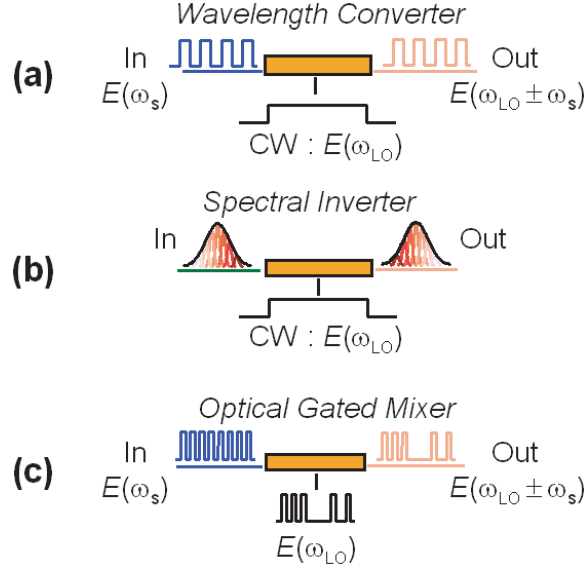 Wavelength Converter
(a)
In
Out
E(ωs)
E(ωLO ± ωs)
CW : E(ωLO)
Spectral Inverter
(b)
In
Out
CW : E(ωLO)
Optical Gated Mixer
(c)
In
Out
E(ωs)
E(ωLO ± ωs)
E(ωLO)